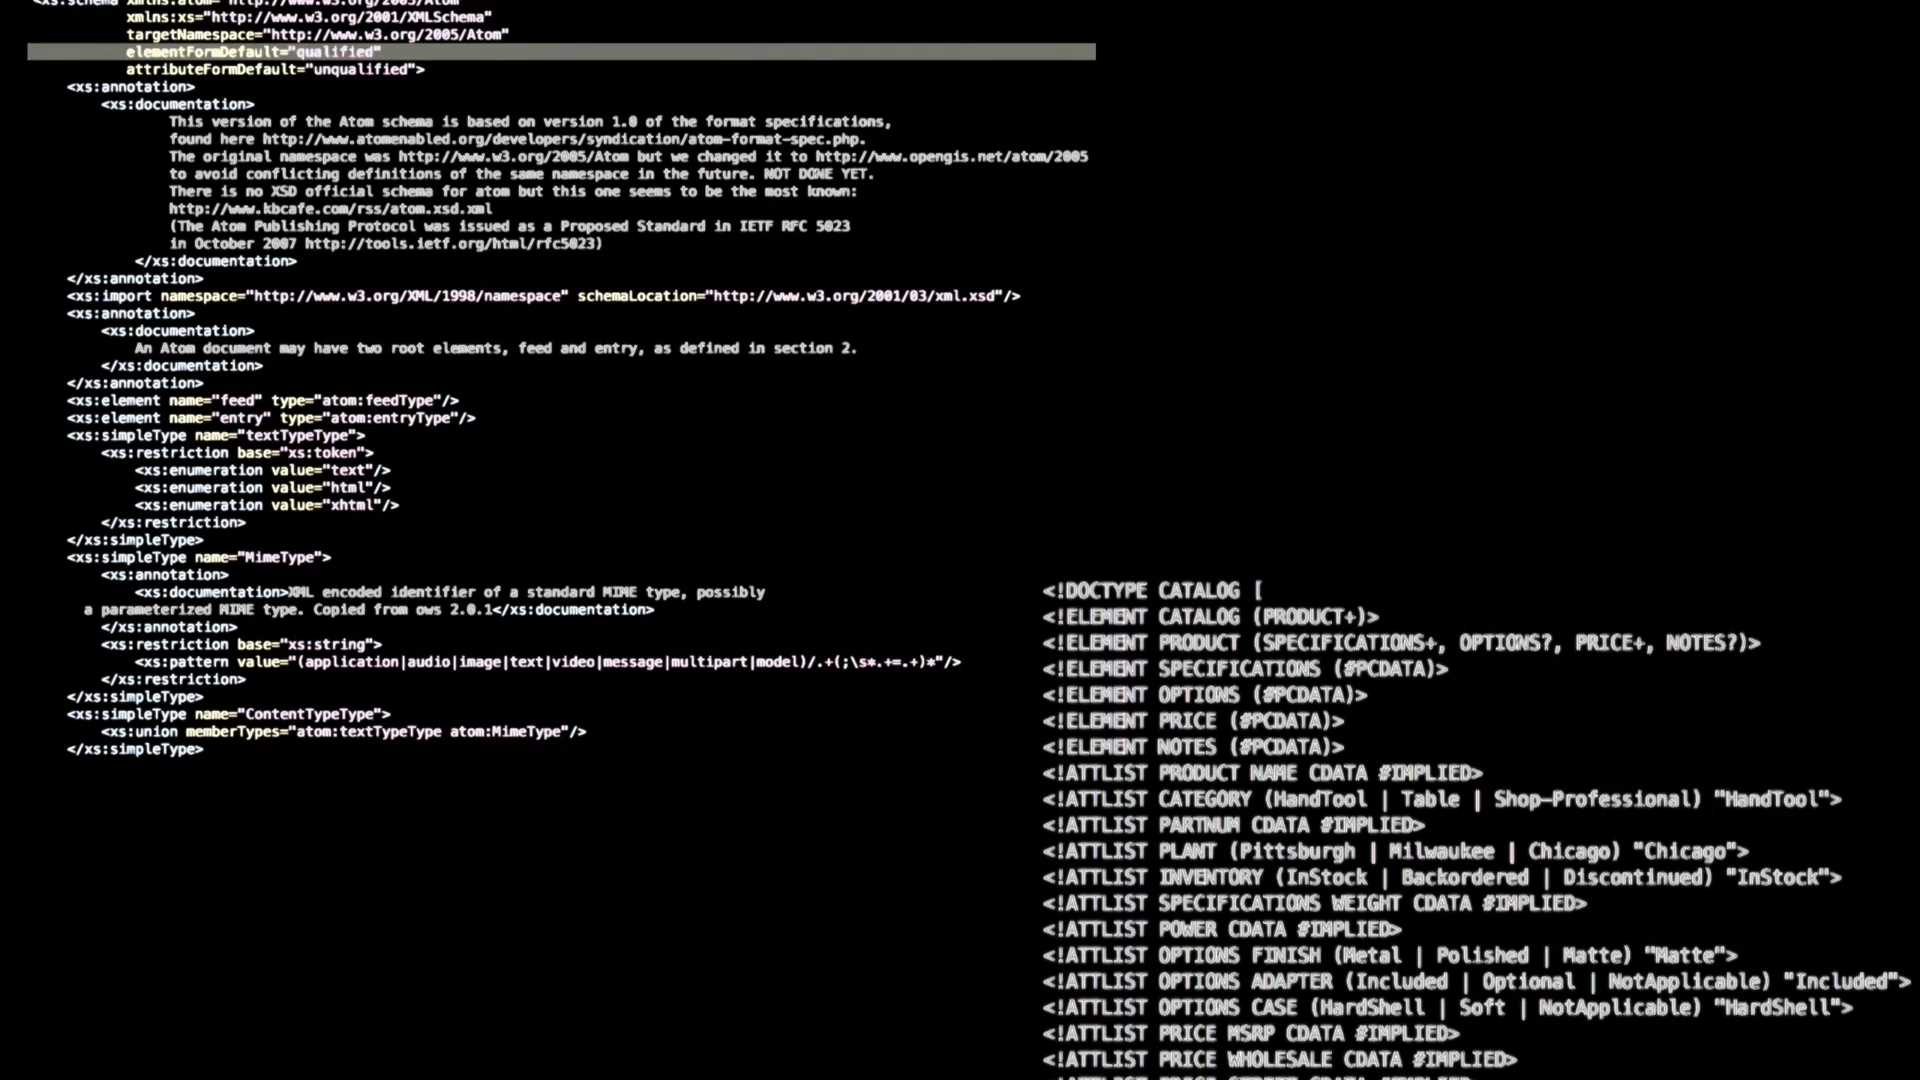 <xs:schema xmlns:atom="http://www.w3.org/2005/Atom"
xmlns:xs="http://www.w3.org/2001/XMLSchema"
targetNamespace="http://www.w3.org/2005/Atom"
elementFormDefault="qualified"
attributeFormDefault="unqualified">
<xs:annotation>
<xs:documentation>
This version of the Atom schema is based on version 1.0 of the format specifications,
found here http://www.atomenabled.org/developers/syndication/atom-format-spec.php.
The original namespace was http://www.w3.org/2005/Atom but we changed it to http://www.opengis.net/atom/2005
to avoid conflicting definitions of the same namespace in the future. NOT DONE YET.
There is no XSD official schema for atom but this one seems to be the most known:
http://www.kbcafe.com/rss/atom.xsd.xml
(The Atom Publishing Protocol was issued as a Proposed Standard in IETF RFC 5023
in October 2007 http://tools.ietf.org/html/rfc5023)
</xs:documentation>
</xs:annotation>
<xs:import namespace="http://www.w3.org/XML/1998/namespace" schemaLocation="http://www.w3.org/2001/03/xml.xsd"/>
<xs:annotation>
<xs:documentation>
An Atom document may have two root elements, feed and entry, as defined in section 2.
</xs:documentation>
</xs:annotation>
<xs:element name="feed" type="atom:feedType"/>
<xs:element name="entry" type="atom:entryType"/>
<xs:simpleType name="textTypeType">
<xs:restriction base="xs:token">
<xs:enumeration value="text"/>
<xs:enumeration value="html"/>
<xs:enumeration value="xhtml"/>
</xs:restriction>
</xs:simpleType>
<xs:simpleType name="MimeType">
<xs:annotation>
<xs:documentation>XML encoded identifier of a standard MIME type, possibly
a parameterized MIME type. Copied from ows 2.0.1</xs:documentation>
</xs:annotation>
<xs:restriction base="xs:string">
<xs:pattern value="(application|audio|image|text|video|message|multipart|model)/.+(;\s*.+=.+)*"/>
</xs:restriction>
</xs:simpleType>
<xs:simpleType name="ContentTypeType">
<xs:union memberTypes="atom:textTypeType atom:MimeType"/>
</xs:simpleType>
<!DOCTYPE CATALOG [
<!ELEMENT CATALOG (PRODUCT+)>
<!ELEMENT PRODUCT (SPECIFICATIONS+, OPTIONS?, PRICE+, NOTES?)>
<!ELEMENT SPECIFICATIONS (#PCDATA)>
<!ELEMENT OPTIONS (#PCDATA)>
<!ELEMENT PRICE (#PCDATA)>
<!ELEMENT NOTES (#PCDATA)>
<!ATTLIST PRODUCT NAME CDATA #IMPLIED>
<!ATTLIST CATEGORY (HandTool | Table | Shop-Professional) "HandTool">
<!ATTLIST PARTNUM CDATA #IMPLIED>
<!ATTLIST PLANT (Pittsburgh | Milwaukee | Chicago) "Chicago">
<!ATTLIST INVENTORY (InStock | Backordered | Discontinued) "InStock">
<!ATTLIST SPECIFICATIONS WEIGHT CDATA #IMPLIED>
<!ATTLIST POWER CDATA #IMPLIED>
<!ATTLIST OPTIONS FINISH (Metal | Polished | Matte) "Matte">
<!ATTLIST OPTIONS ADAPTER (Included | Optional | NotApplicable) "Included">
<!ATTLIST OPTIONS CASE (HardShell | Soft | NotApplicable) "HardShell">
<!ATTLIST PRICE MSRP CDATA #IMPLIED>
<!ATTLIST PRICE WHOLESALE CDATA #IMPLIED>